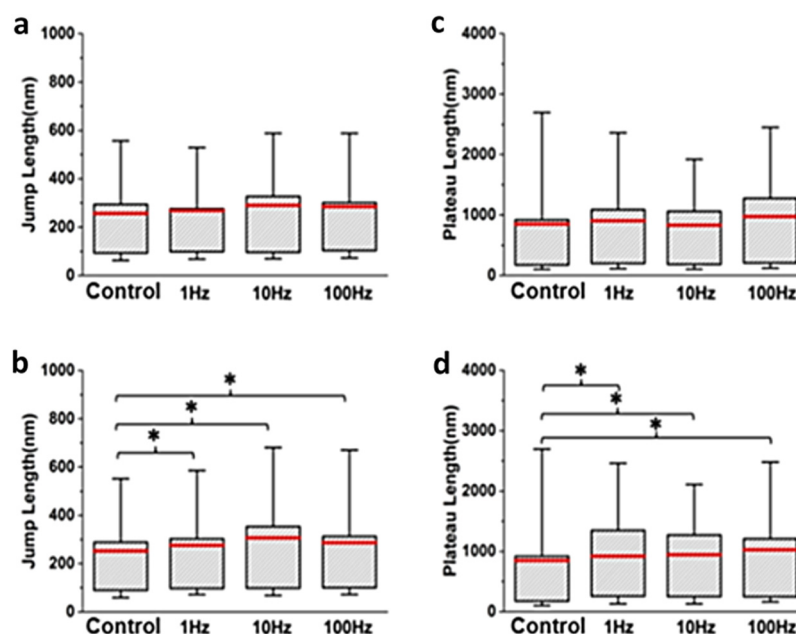 a
1000
800
600
400
200
0
Jump Length(nm)
Control 1Hz 10Hz 100Hz
c
4000
3000
2000
1000
0
Plateau Length(nm)
Control 1Hz 10Hz 100Hz
b
1000
800
600
400
200
0
Jump Length(nm)
*
*
*
Control 1Hz 10Hz 100Hz
d
4000
3000
2000
1000
0
Plateau Length(nm)
*
*
*
Control 1Hz 10Hz 100Hz